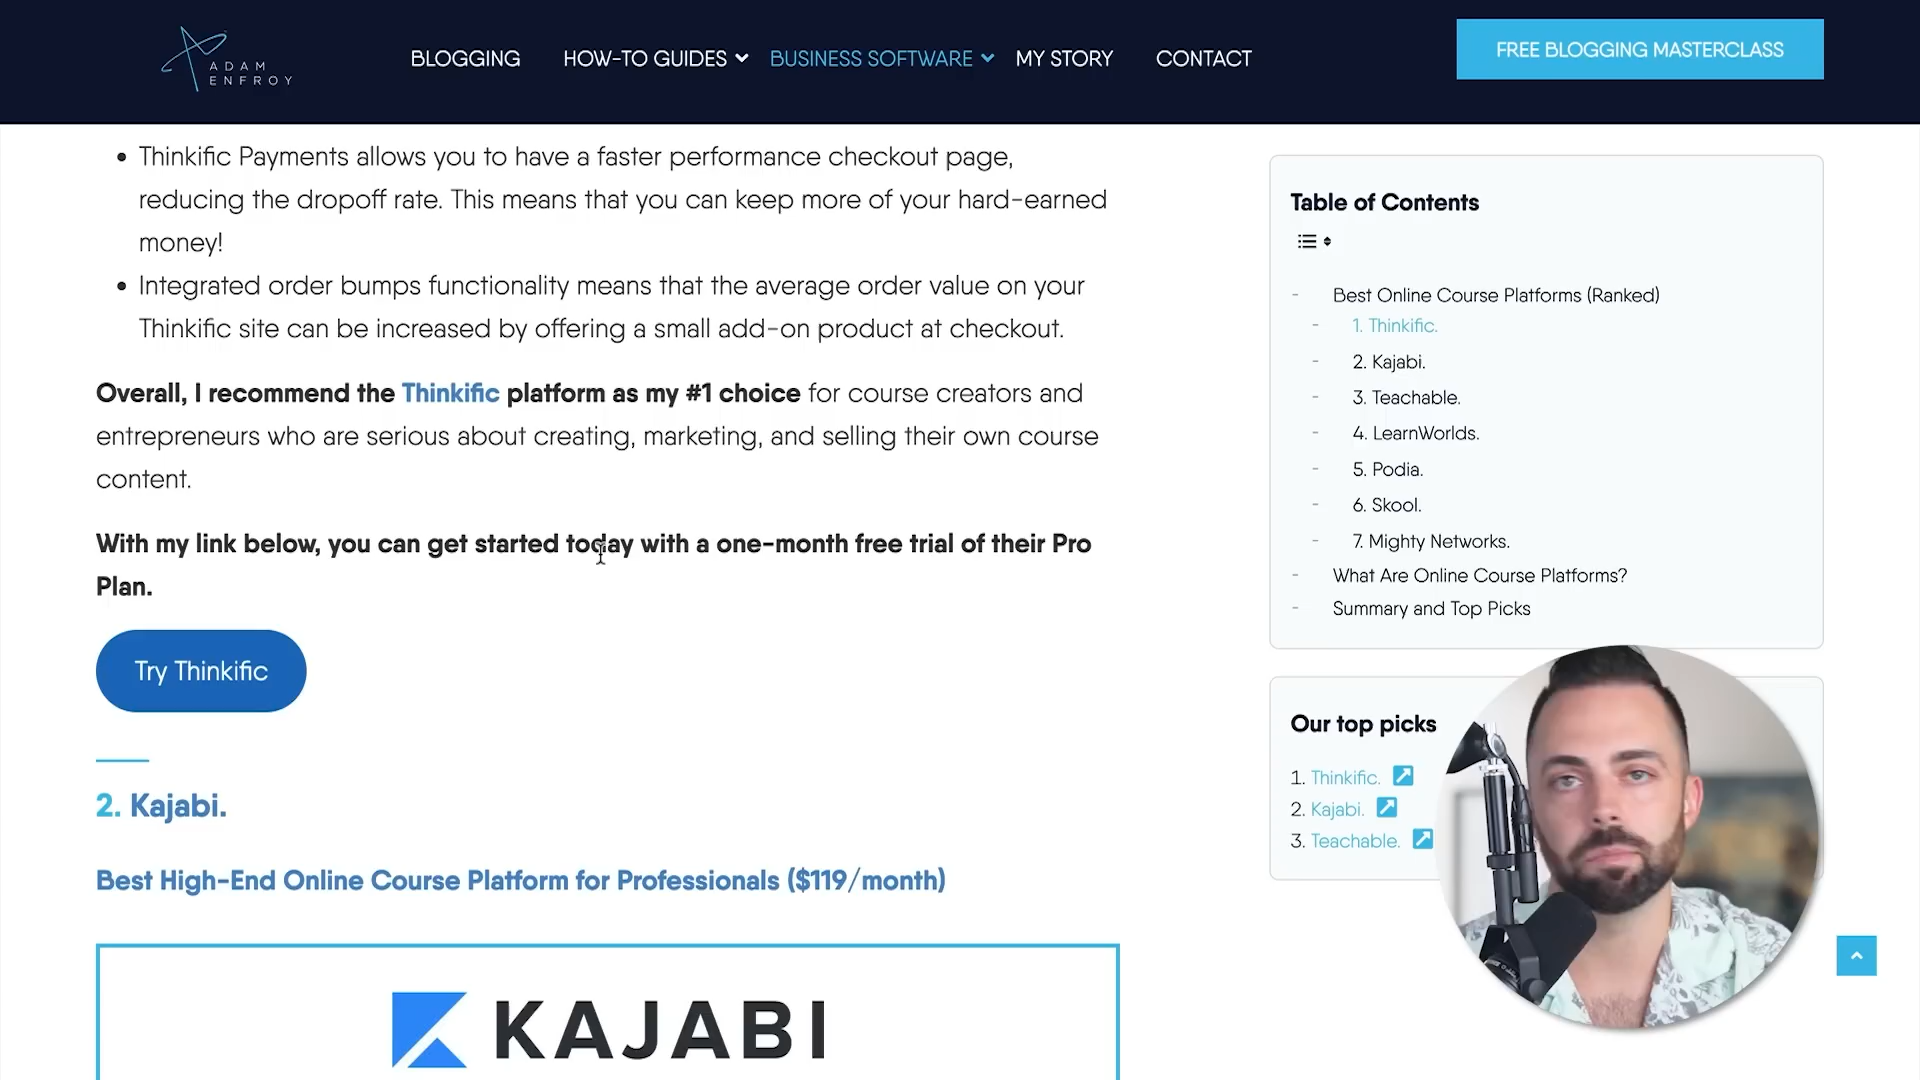 ADAM
ENFROY
BLOGGING
HOW-TO GUIDES
BUSINESS SOFTWARE
MY STORY
CONTACT
FREE BLOGGING MASTERCLASS
• Thinkific Payments allows you to have a faster performance checkout page,
reducing the dropoff rate. This means that you can keep more of your hard-earned
money!
• Integrated order bumps functionality means that the average order value on your
Thinkific site can be increased by offering a small add-on product at checkout.
Overall, I recommend the Thinkific platform as my #1 choice for course creators and
entrepreneurs who are serious about creating, marketing, and selling their own course
content.
With my link below, you can get started today with a one-month free trial of their Pro
Plan.
Try Thinkific
2. Kajabi.
Best High-End Online Course Platform for Professionals ($119/month)
KAJABI
Table of Contents
- Best Online Course Platforms (Ranked)
- 1. Thinkific.
- 2. Kajabi.
- 3. Teachable.
- 4. LearnWorlds.
- 5. Podia.
- 6. Skool.
- 7. Mighty Networks.
- What Are Online Course Platforms?
- Summary and Top Picks
Our top picks
1. Thinkific.
2. Kajabi.
3. Teachable.